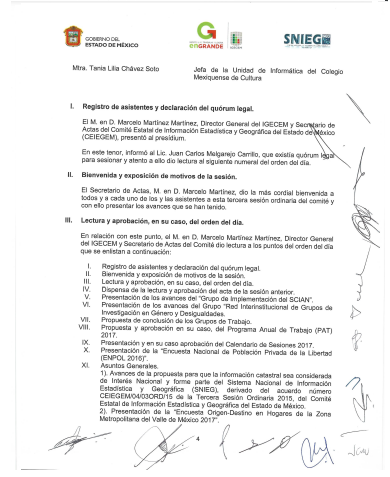 GOBIERNO DEL
ESTADO DE MÉXICO
enGRANDE
IGECEM
SNIEG
Mtra. Tania Lilia Chávez Soto
Jefa de la Unidad de Informática del Colegio
Mexiquense de Cultura
I. Registro de asistentes y declaración del quórum legal.
El M. en D. Marcelo Martínez Martínez, Director General del IGECEM y Secretario de
Actas del Comité Estatal de Información Estadística y Geográfica del Estado de México
(CEIEGEM), presentó al presídium.
En este tenor, informó al Lic. Juan Carlos Melgarejo Carrillo, que existía quórum legal
para sesionar y atento a ello dio lectura al siguiente numeral del orden del día.
II. Bienvenida y exposición de motivos de la sesión.
El Secretario de Actas, M. en D. Marcelo Martínez, dio la más cordial bienvenida a
todos y a cada uno de los y las asistentes a esta tercera sesión ordinaria del comité y
con ello presentar los avances que se han tenido.
III. Lectura y aprobación, en su caso, del orden del día.
En relación con este punto, el M. en D. Marcelo Martínez Martínez, Director General
del IGECEM y Secretario de Actas del Comité dio lectura a los puntos del orden del día
que se enlistan a continuación:
I. Registro de asistentes y declaración del quórum legal.
II. Bienvenida y exposición de motivos de la sesión.
III. Lectura y aprobación, en su caso, del orden del día.
IV. Dispensa de la lectura y aprobación del acta de la sesión anterior.
V. Presentación de los avances del "Grupo de Implementación del SCIAN".
VI. Presentación de los avances del Grupo "Red Interinstitucional de Grupos de
Investigación en Género y Desigualdades.
VII. Propuesta de conclusión de los Grupos de Trabajo.
VIII. Propuesta y aprobación en su caso, del Programa Anual de Trabajo (PAT)
2017.
IX. Presentación y en su caso aprobación del Calendario de Sesiones 2017.
X. Presentación de la "Encuesta Nacional de Población Privada de la Libertad
(ENPOL 2016)".
XI. Asuntos Generales.
1). Avances de la propuesta para que la información catastral sea considerada
de Interés Nacional y forme parte del Sistema Nacional de Información
Estadística y Geográfica (SNIEG), derivado del acuerdo número
CEIEGEM/04/03ORD/15 de la Tercera Sesión Ordinaria 2015, del Comité
Estatal de Información Estadística y Geográfica del Estado de México.
2). Presentación de la "Encuesta Origen-Destino en Hogares de la Zona
Metropolitana del Valle de México 2017".
4